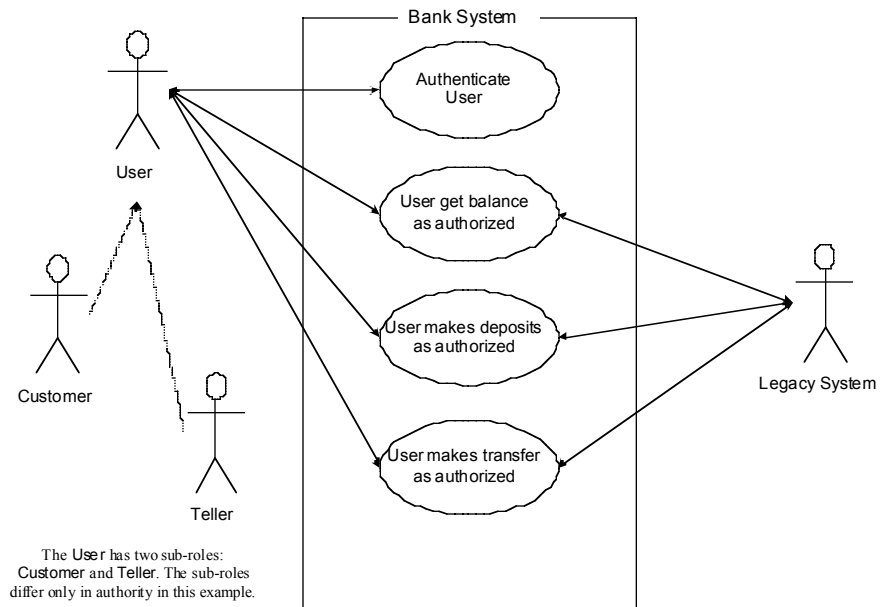 Bank System
Authenticate
User
User get balance
as authorized
User makes deposits
as authorized
User makes transfer
as authorized
User
Customer
Teller
Legacy System
The User has two sub-roles:
Customer and Teller. The sub-roles
differ only in authority in this example.